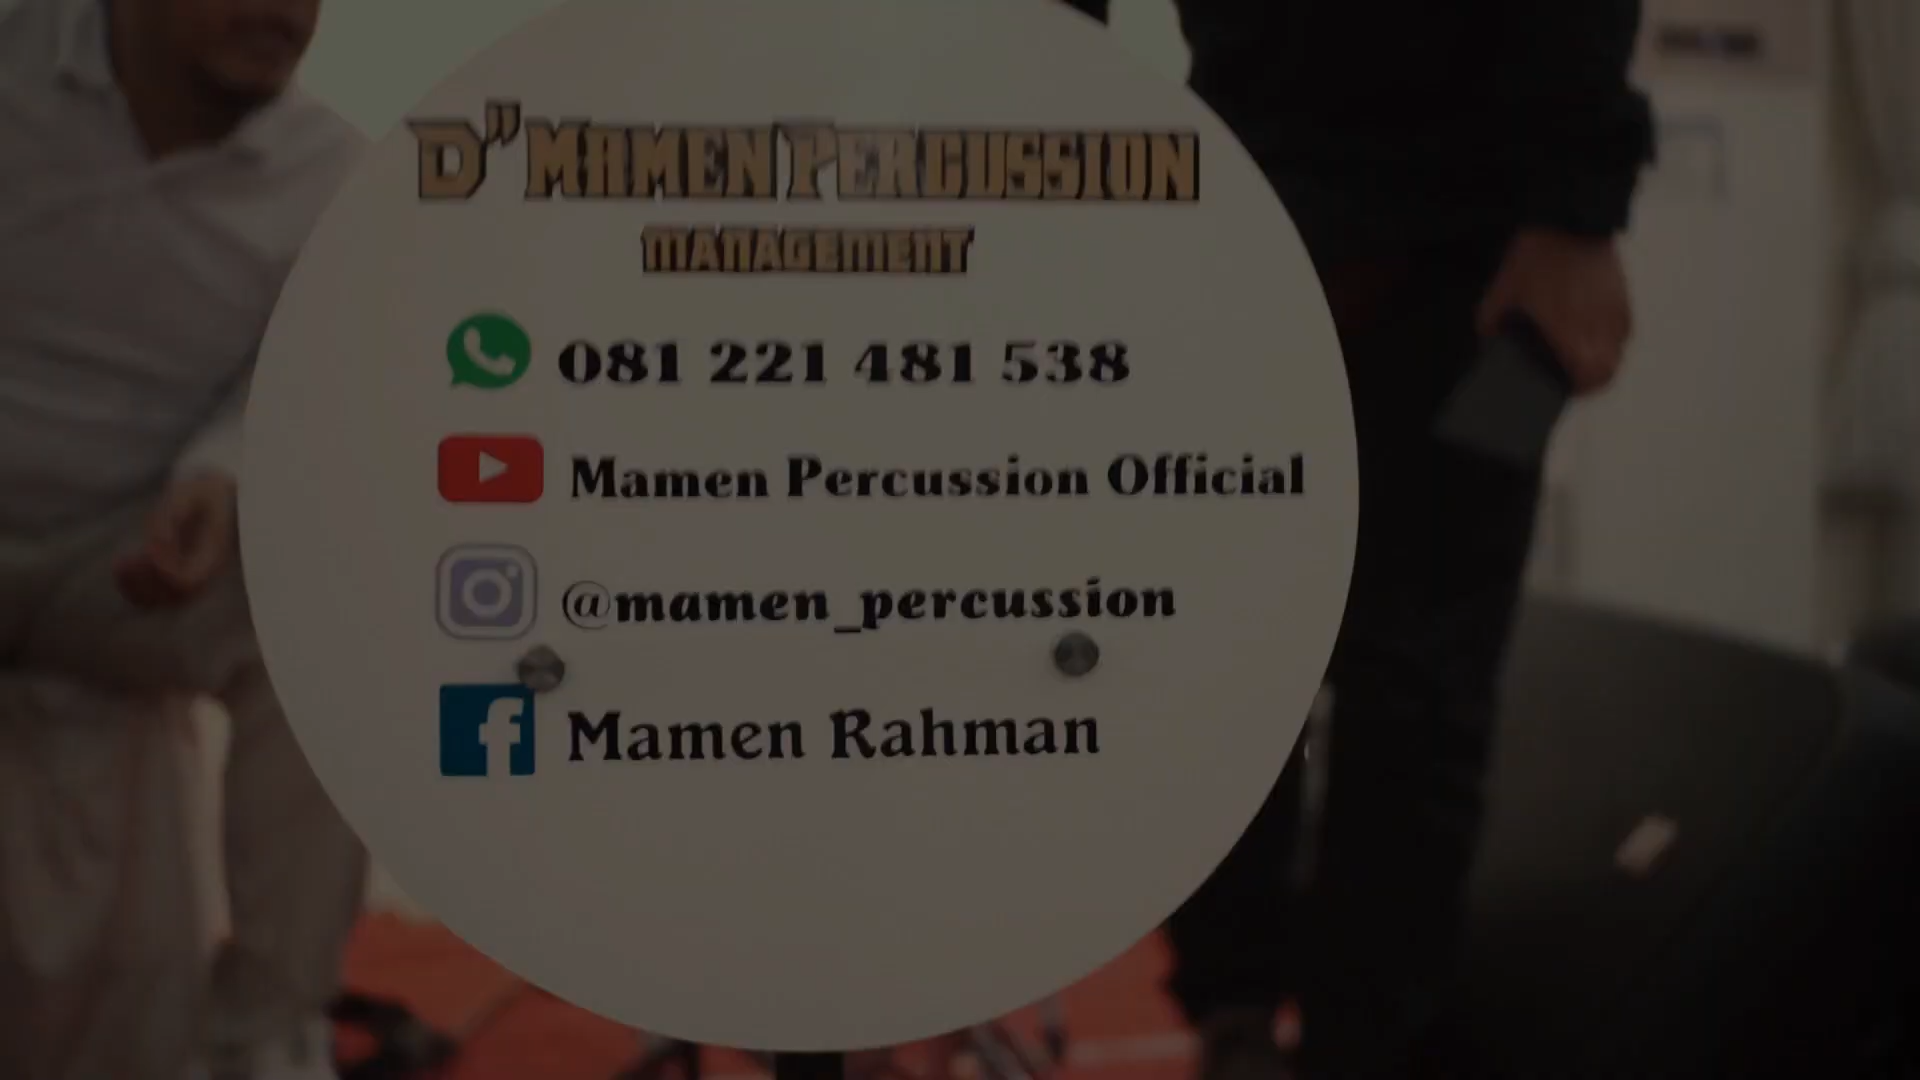 D" MAMEN PERCUSSION
MANAGEMENT
081 221 481 538
Mamen Percussion Official
@mamen_percussion
Mamen Rahman